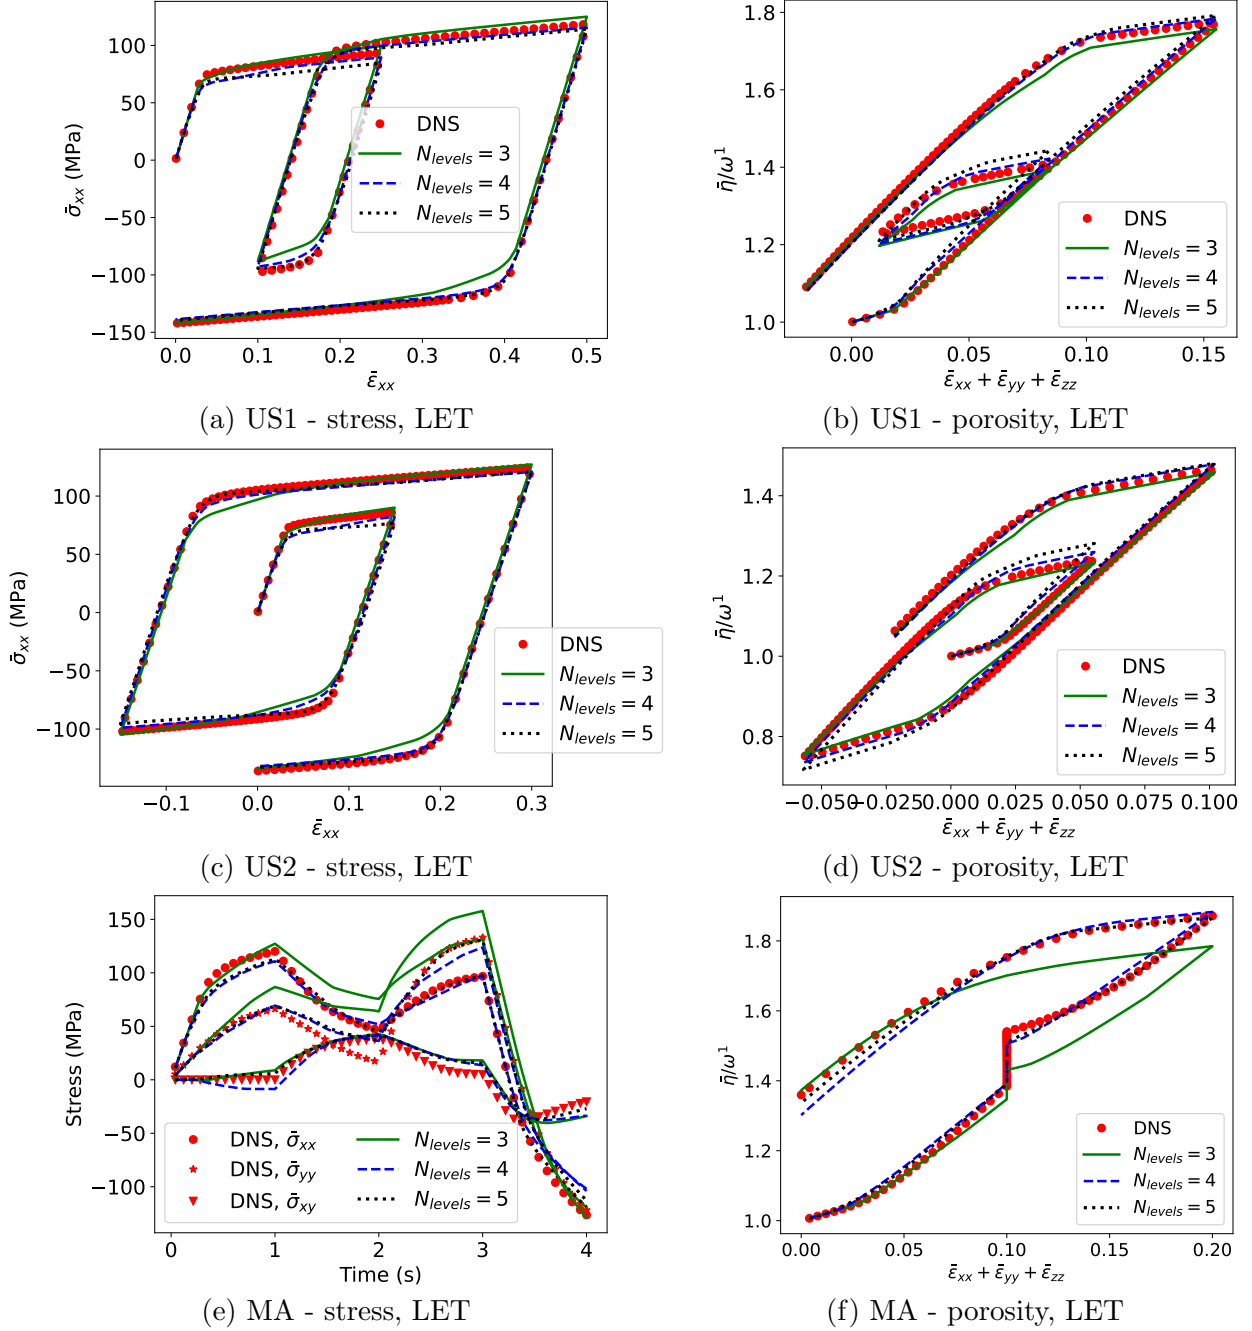 100
50
0
−50
−100
−150
σ̄xx (MPa)
DNS
Nlevels = 3
Nlevels = 4
Nlevels = 5
0.0 0.1 0.2 0.3 0.4 0.5
ε̄xx
(a) US1 - stress, LET
1.8
1.6
1.4
1.2
1.0
η̄/ω¹
DNS
Nlevels = 3
Nlevels = 4
Nlevels = 5
0.00 0.05 0.10 0.15
ε̄xx + ε̄yy + ε̄zz
(b) US1 - porosity, LET
100
50
0
−50
−100
σ̄xx (MPa)
DNS
Nlevels = 3
Nlevels = 4
Nlevels = 5
−0.1 0.0 0.1 0.2 0.3
ε̄xx
(c) US2 - stress, LET
1.4
1.2
1.0
0.8
η̄/ω¹
DNS
Nlevels = 3
Nlevels = 4
Nlevels = 5
−0.050 −0.025 0.000 0.025 0.050 0.075 0.100
ε̄xx + ε̄yy + ε̄zz
(d) US2 - porosity, LET
150
100
50
0
−50
−100
Stress (MPa)
DNS, σ̄xx
DNS, σ̄yy
DNS, σ̄xy
Nlevels = 3
Nlevels = 4
Nlevels = 5
0 1 2 3 4
Time (s)
(e) MA - stress, LET
1.8
1.6
1.4
1.2
1.0
η̄/ω¹
DNS
Nlevels = 3
Nlevels = 4
Nlevels = 5
0.00 0.05 0.10 0.15 0.20
ε̄xx + ε̄yy + ε̄zz
(f) MA - porosity, LET